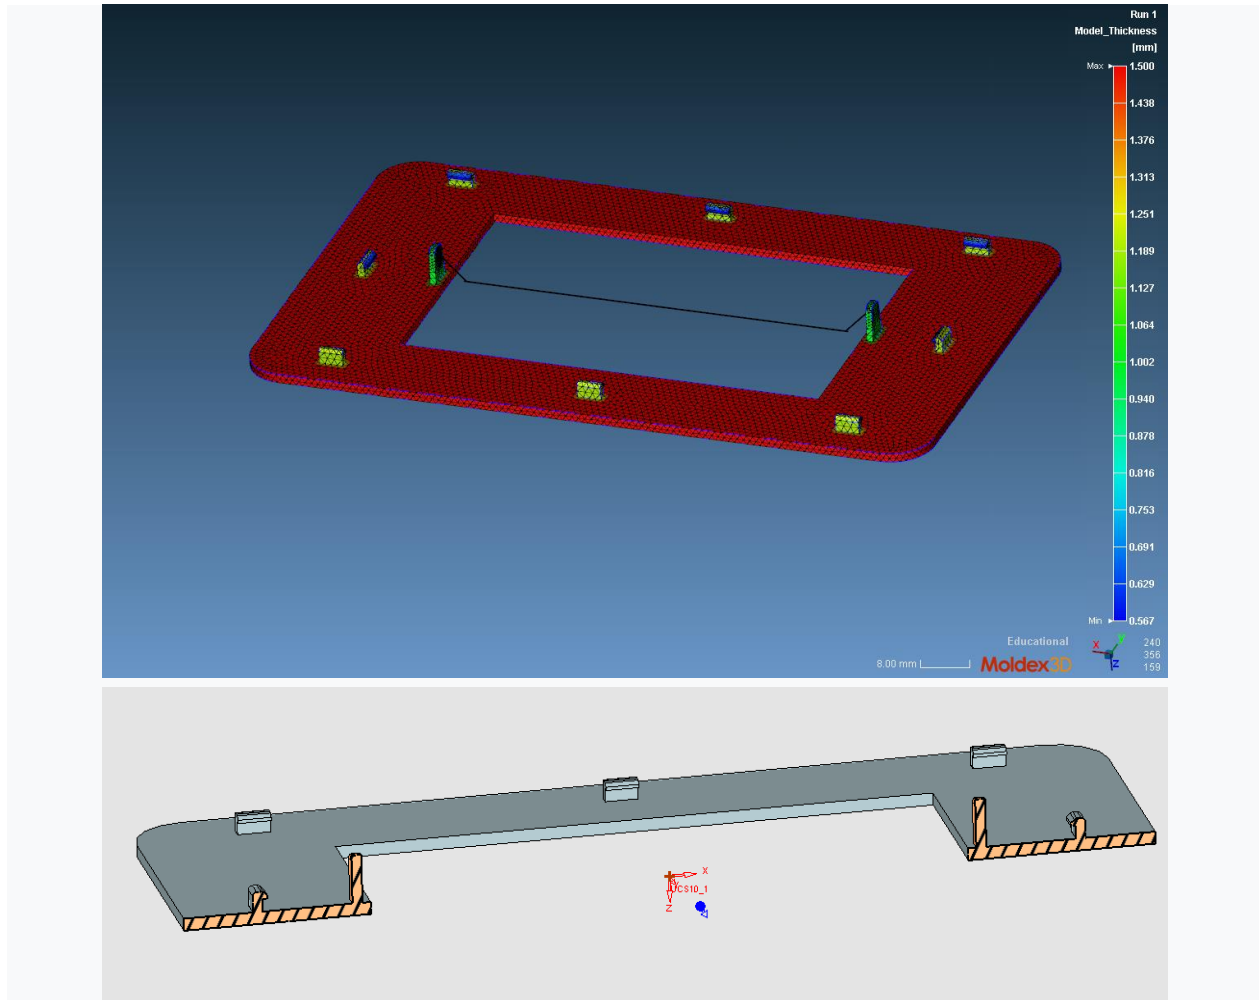 Run 1
Model_Thickness
[mm]
Max 1.500
1.438
1.376
1.313
1.251
1.189
1.127
1.064
1.002
0.940
0.878
0.816
0.753
0.691
0.629
Min 0.567
Educational
8.00 mm
Moldex3D
X
Y
Z
240
356
159
X
CS10_1
Z